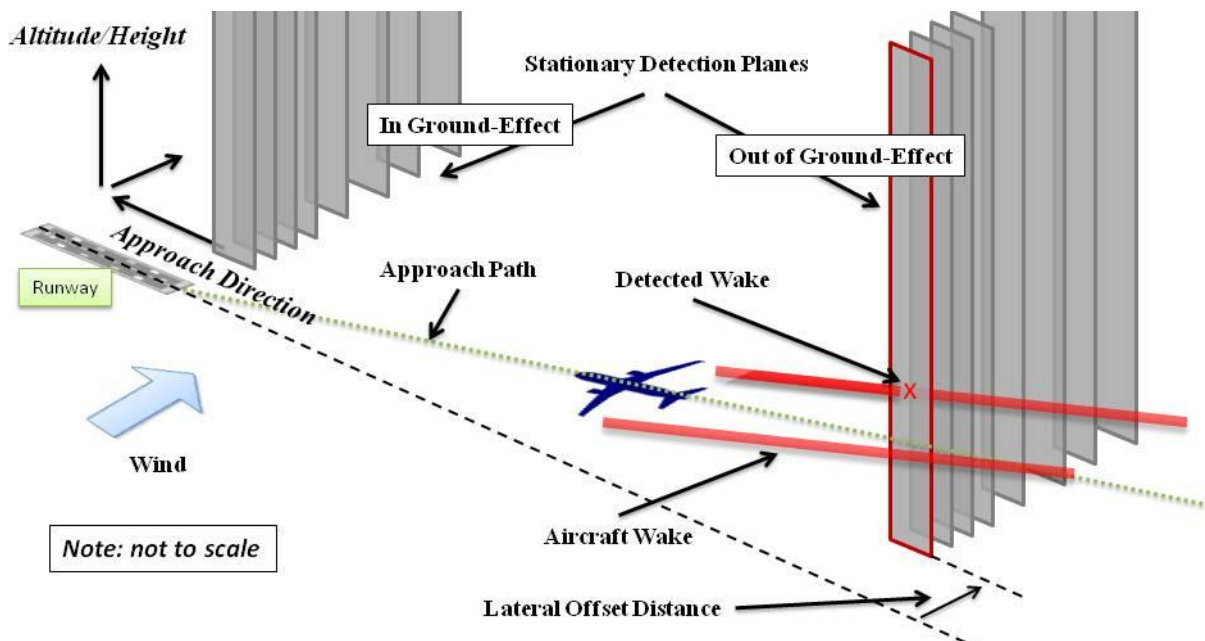 Altitude/Height
Stationary Detection Planes
In Ground-Effect
Out of Ground-Effect
Approach Direction
Runway
Approach Path
Detected Wake
Wind
X
Note: not to scale
Aircraft Wake
Lateral Offset Distance